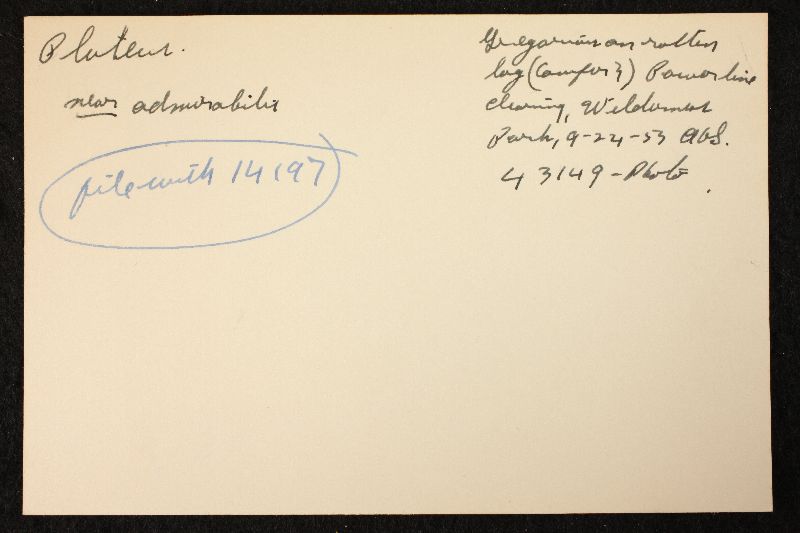 Pluteus.
near admirabilis
file with 14197
Gregarious on rotten
log (Conifer?) Powerline
clearing, Wilderness
Park, 9-24-53 AHS.
43149 - Photo.